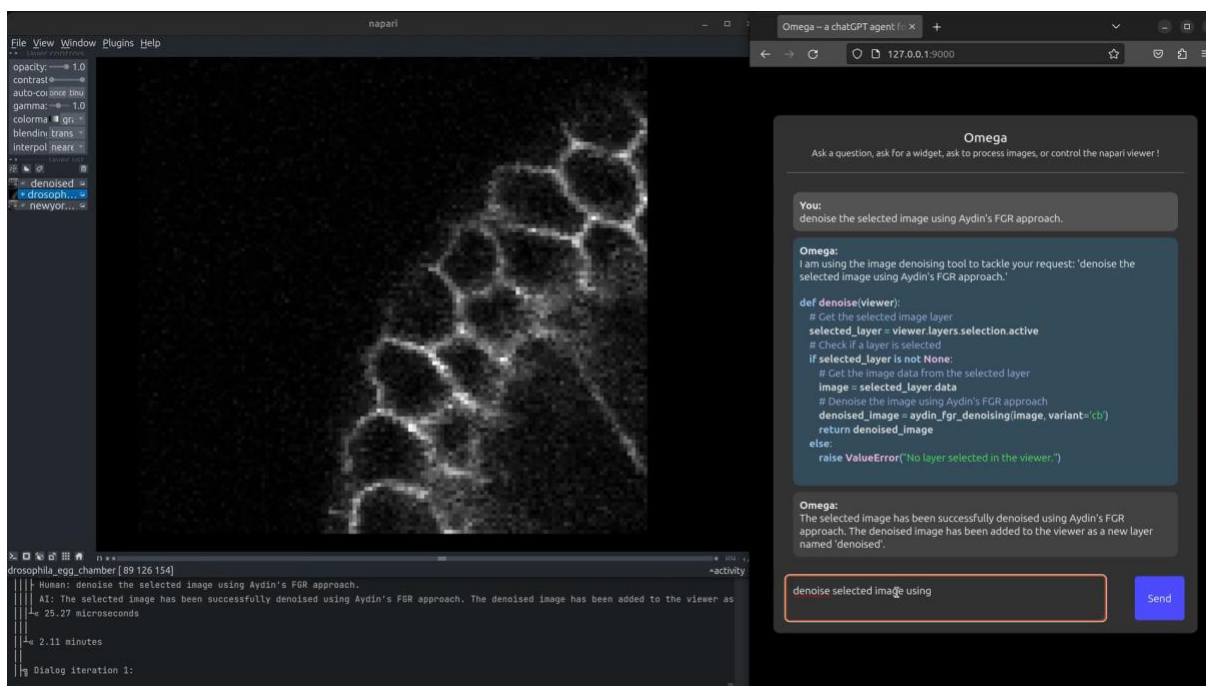 napari
File View Window Plugins Help
opacity: 1.0
contrast
auto-con once tinu
gamma: 1.0
colorma gra
blending trans
interpol neare
denoised
drosoph...
newyor...
drosophila_egg_chamber [89 126 154]
activity
Human: denoise the selected image using Aydin's FGR approach.
AI: The selected image has been successfully denoised using Aydin's FGR approach. The denoised image has been added to the viewer as
« 25.27 microseconds
« 2.11 minutes
Dialog iteration 1:
Omega -- a chatGPT agent fo
127.0.0.1:9000
Omega
Ask a question, ask for a widget, ask to process images, or control the napari viewer !
You:
denoise the selected image using Aydin's FGR approach.
Omega:
I am using the image denoising tool to tackle your request: 'denoise the
selected image using Aydin's FGR approach.'
def denoise(viewer):
# Get the selected image layer
selected_layer = viewer.layers.selection.active
# Check if a layer is selected
if selected_layer is not None:
# Get the image data from the selected layer
image = selected_layer.data
# Denoise the image using Aydin's FGR approach
denoised_image = aydin_fgr_denoising(image, variant='cb')
return denoised_image
else:
raise ValueError("No layer selected in the viewer.")
Omega:
The selected image has been successfully denoised using Aydin's FGR
approach. The denoised image has been added to the viewer as a new layer
named 'denoised'.
denoise selected image using
Send